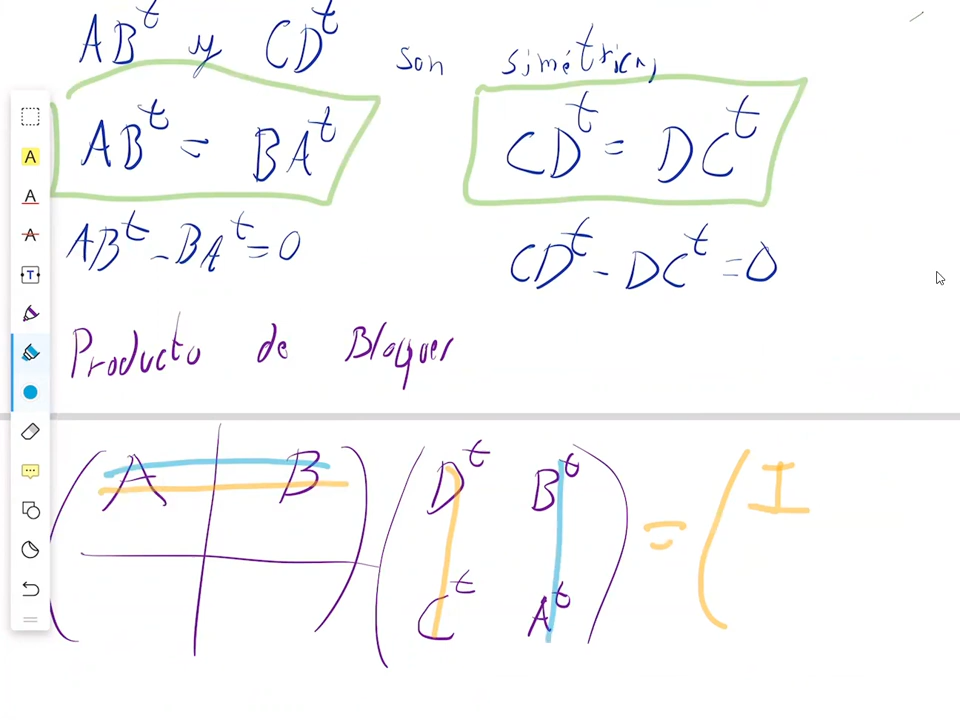 AB^t y CD^t son simétricas
AB^t = BA^t CD^t = DC^t
AB^t - BA^t = 0 CD^t - DC^t = 0
Producto de Bloques
A B D^t B^t = ( I
C^t A^t